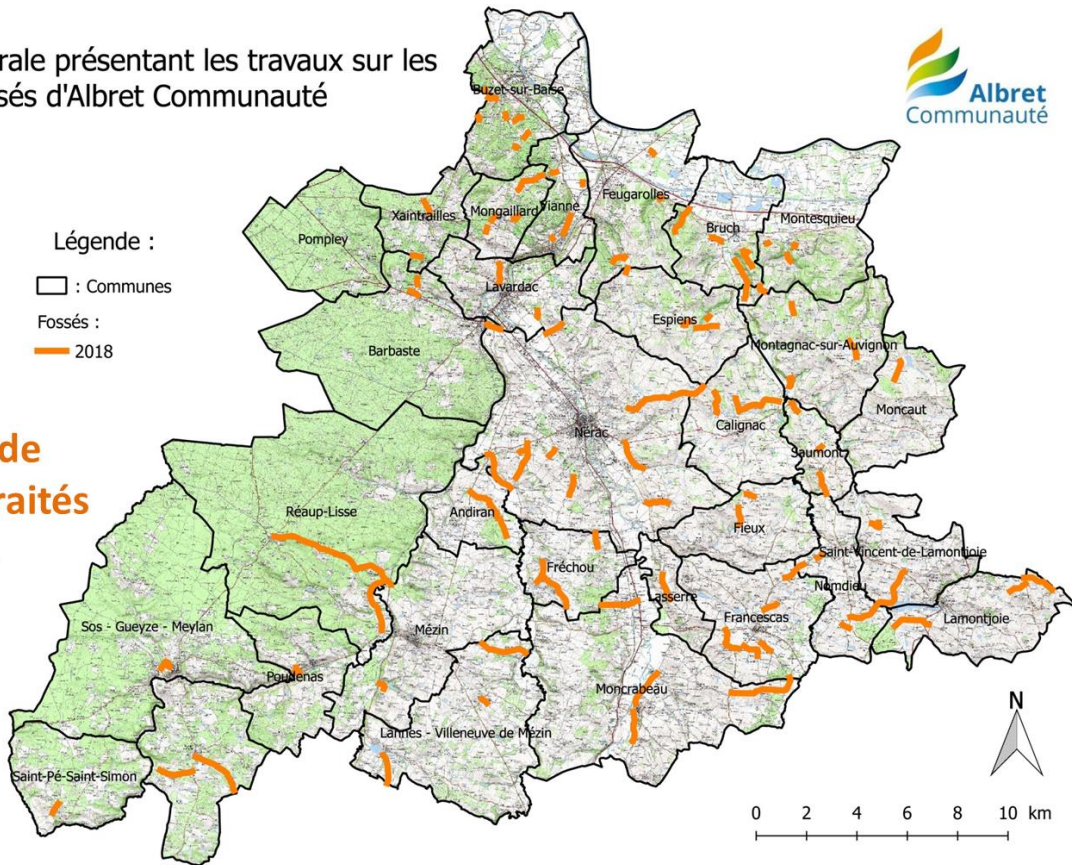 rale présentant les travaux sur les
sés d'Albret Communauté
Albret
Communauté
Légende :
: Communes
Fossés :
2018
de
raités
Buzet-sur-Baïse
Xaintrailles
Mongaillard
Vianne
Feugarolles
Bruch
Montesquieu
Pompiey
Lavardac
Espiens
Montagnac-sur-Auvignon
Barbaste
Moncaut
Nérac
Calignac
Saumont
Réaup-Lisse
Andiran
Fieux
Fréchou
Saint-Vincent-de-Lamontjoie
Lasserre
Nomdieu
Francescas
Lamontjoie
Sos - Gueyze - Meylan
Mézin
Poudenas
Moncrabeau
Lannes - Villeneuve de Mézin
Saint-Pé-Saint-Simon
N
0 2 4 6 8 10 km